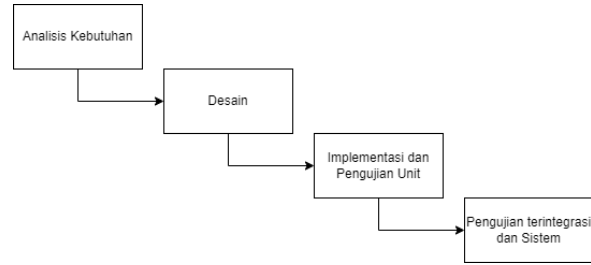 Analisis Kebutuhan
Desain
Implementasi dan
Pengujian Unit
Pengujian terintegrasi
dan Sistem